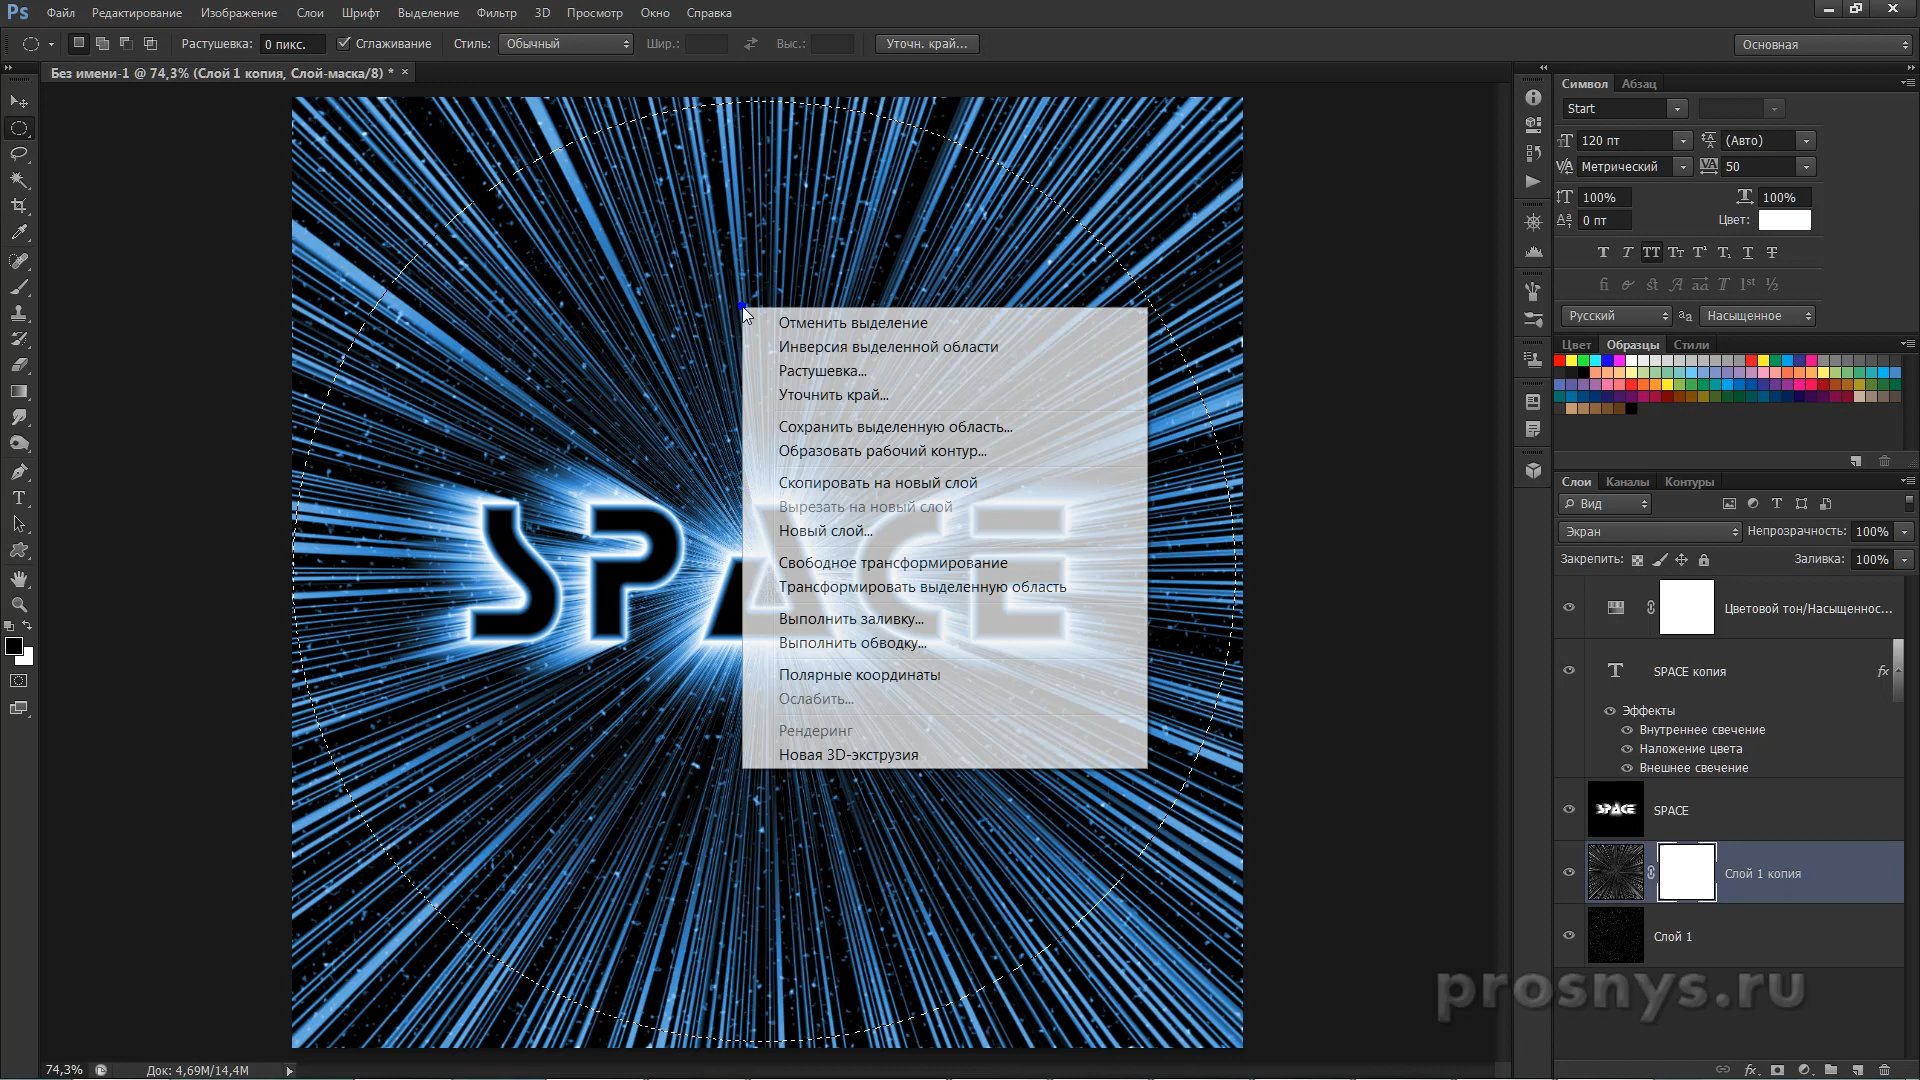 Ps Файл Редактирование Изображение Слои Шрифт Выделение Фильтр 3D Просмотр Окно Справка
Растушевка: 0 пикс. Сглаживание Стиль: Обычный Шир.: Выс.: Уточн. край... Основная
Без имени-1 @ 74,3% (Слой 1 копия, Слой-маска/8) * ×
Символ Абзац
Start
120 пт (Авто)
Метрический 50
100% 100%
0 пт Цвет:
Русский Насыщенное
Цвет Образцы Стили
SPACE
Отменить выделение
Инверсия выделенной области
Растушевка...
Уточнить край...
Сохранить выделенную область...
Образовать рабочий контур...
Скопировать на новый слой
Вырезать на новый слой
Новый слой...
Свободное трансформирование
Трансформировать выделенную область
Выполнить заливку...
Выполнить обводку...
Полярные координаты
Ослабить...
Рендеринг
Новая 3D-экструзия
Слои Каналы Контуры
Вид
Экран Непрозрачность: 100%
Закрепить: Заливка: 100%
Цветовой тон/Насыщеннос...
T SPACE копия fx
Эффекты
Внутреннее свечение
Наложение цвета
Внешнее свечение
SPACE SPACE
Слой 1 копия
Слой 1
prosnys.ru
74,3% Док: 4,69M/14,4M